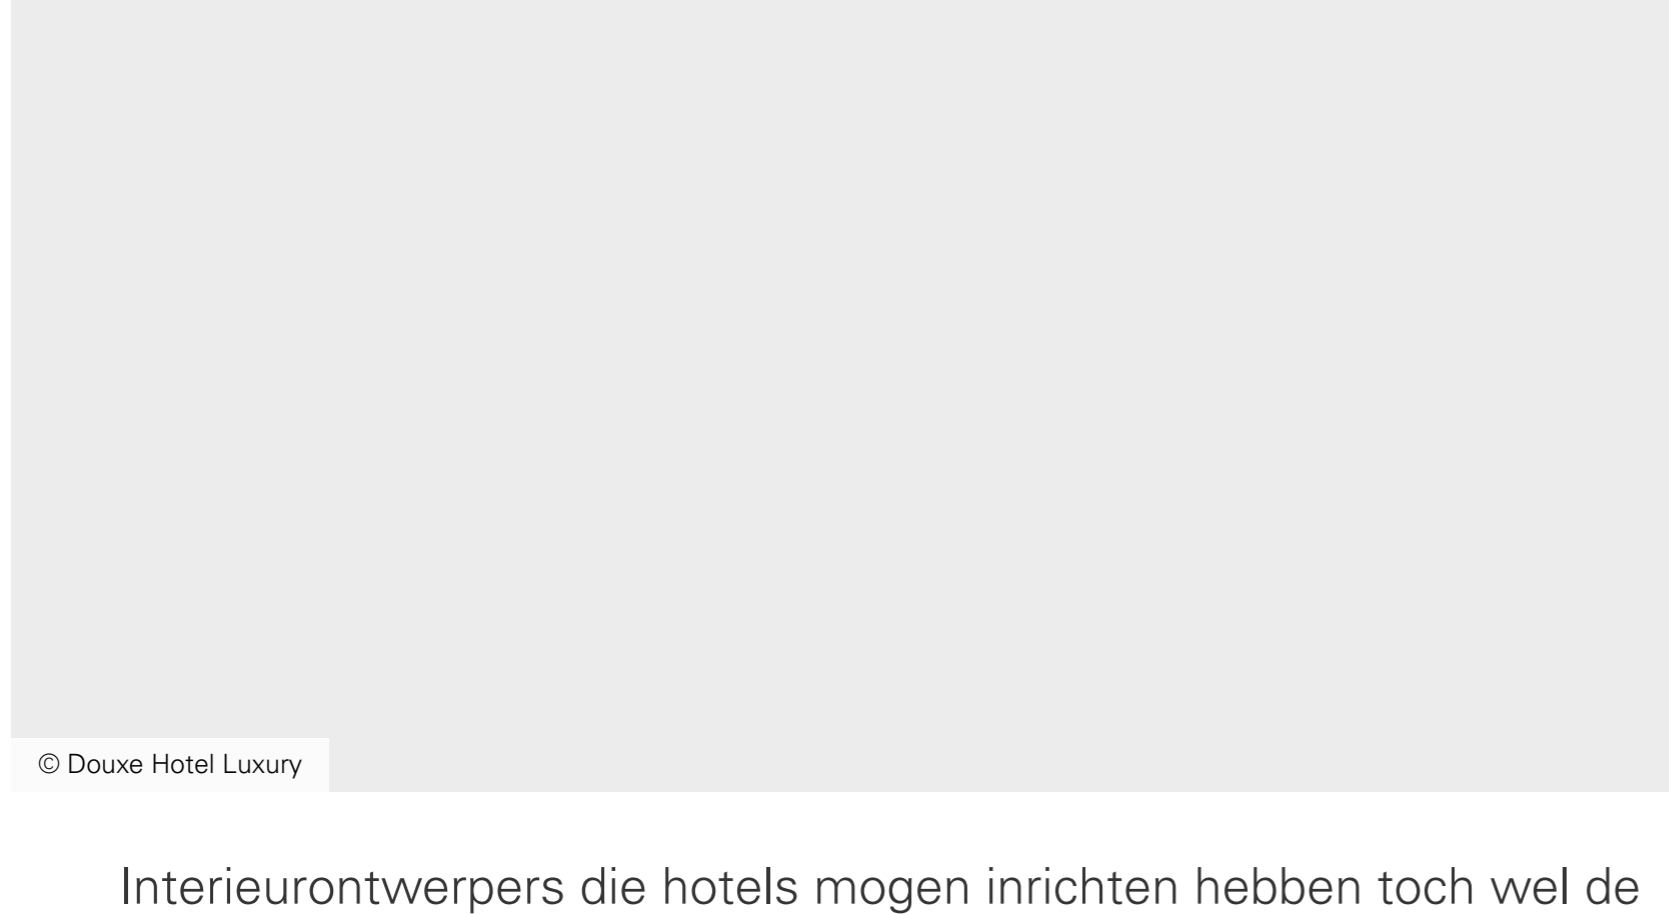 © Douxe Hotel Luxury
Interieurontwerpers die hotels mogen inrichten hebben toch wel de